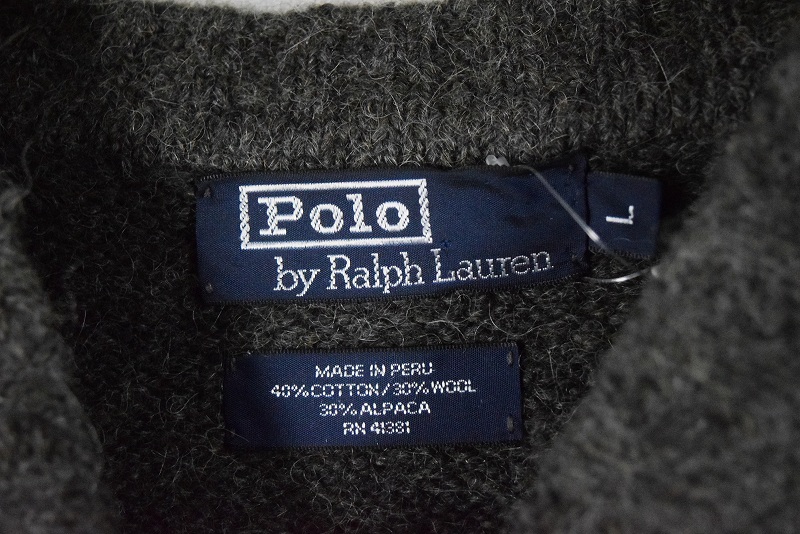 Polo
by Ralph Lauren
L
MADE IN PERU
40% COTTON/30% WOOL
30% ALPACA
RN 41381